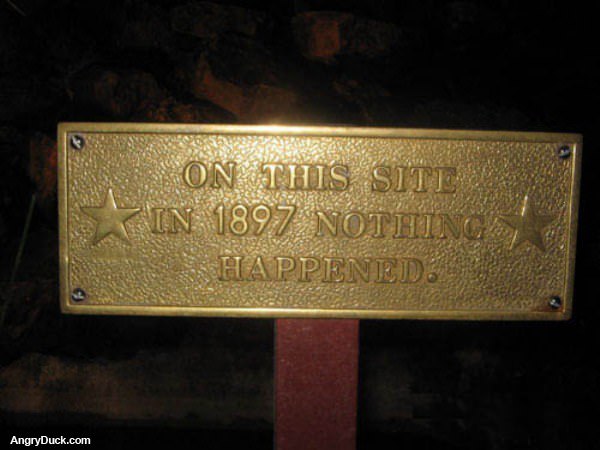 ON THIS SITE
IN 1897 NOTHING
HAPPENED.
AngryDuck.com